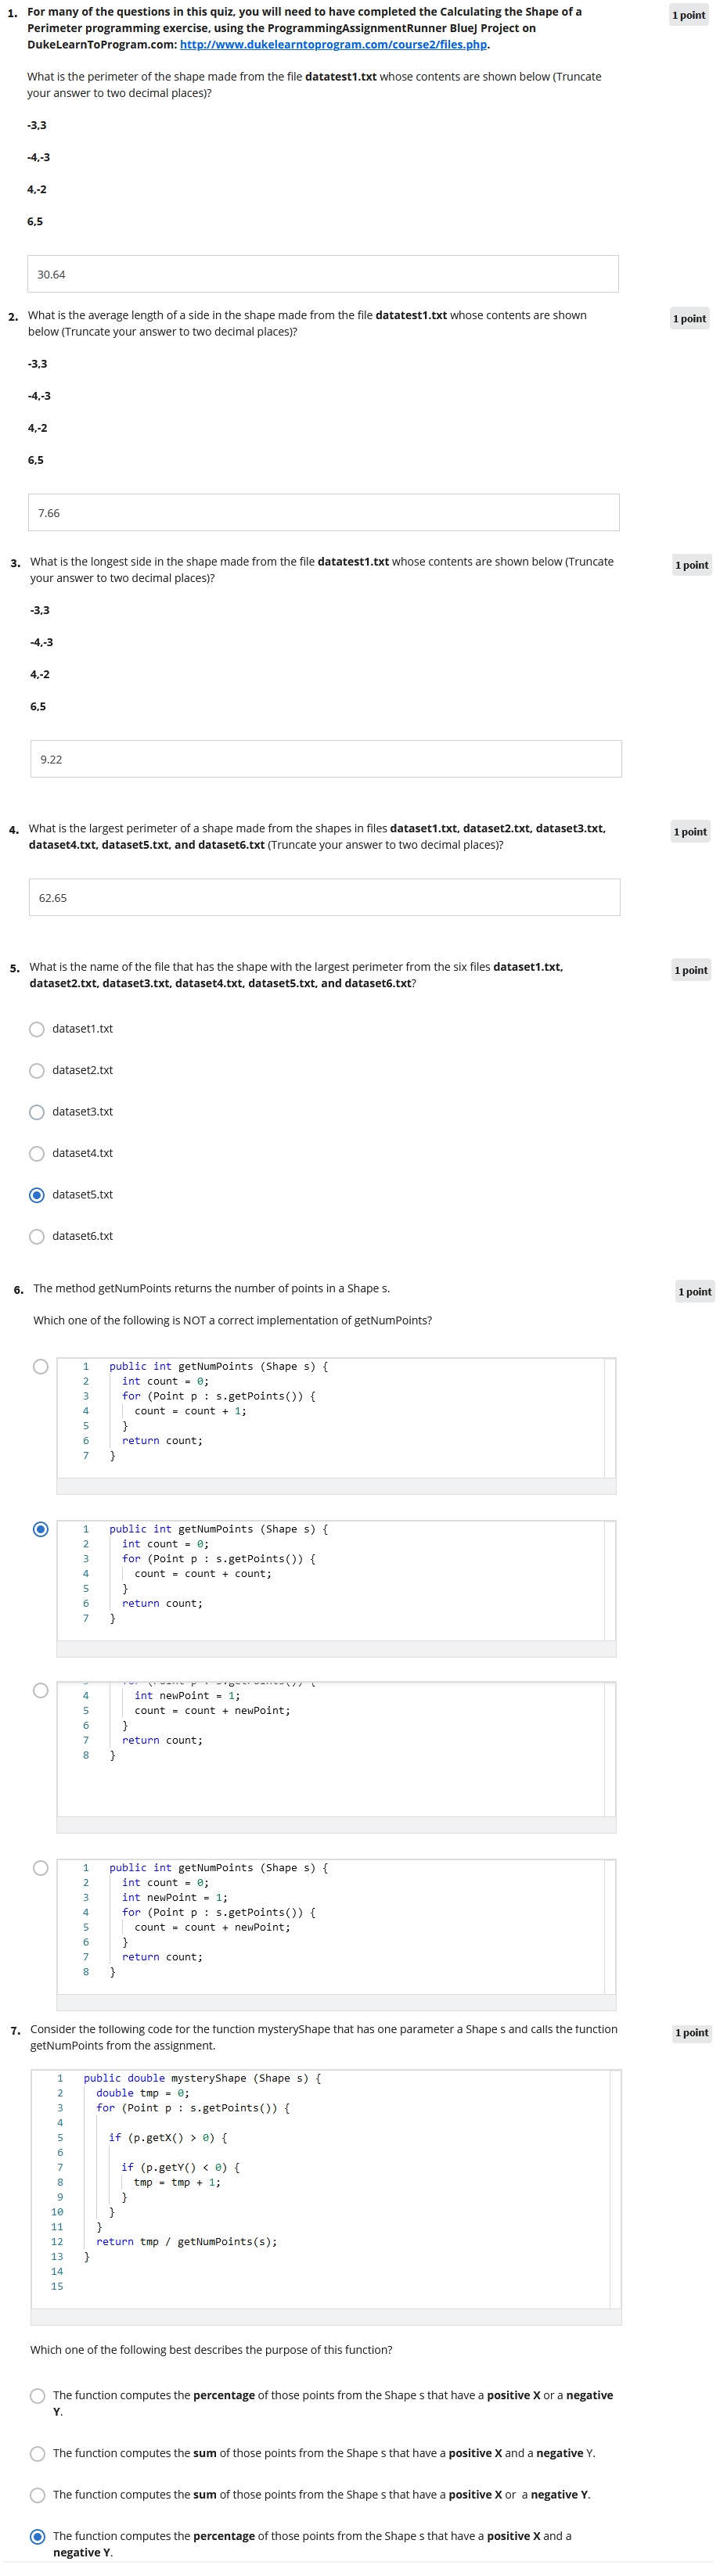 1. For many of the questions in this quiz, you will need to have completed the Calculating the Shape of a
Perimeter programming exercise, using the ProgrammingAssignmentRunner BlueJ Project on
DukeLearnToProgram.com: http://www.dukelearntoprogram.com/course2/files.php.
1 point
What is the perimeter of the shape made from the file datatest1.txt whose contents are shown below (Truncate
your answer to two decimal places)?
-3,3
-4,-3
4,-2
6,5
30.64
2. What is the average length of a side in the shape made from the file datatest1.txt whose contents are shown
below (Truncate your answer to two decimal places)?
1 point
-3,3
-4,-3
4,-2
6,5
7.66
3. What is the longest side in the shape made from the file datatest1.txt whose contents are shown below (Truncate
your answer to two decimal places)?
1 point
-3,3
-4,-3
4,-2
6,5
9.22
4. What is the largest perimeter of a shape made from the shapes in files dataset1.txt, dataset2.txt, dataset3.txt,
dataset4.txt, dataset5.txt, and dataset6.txt (Truncate your answer to two decimal places)?
1 point
62.65
5. What is the name of the file that has the shape with the largest perimeter from the six files dataset1.txt,
dataset2.txt, dataset3.txt, dataset4.txt, dataset5.txt, and dataset6.txt?
1 point
dataset1.txt
dataset2.txt
dataset3.txt
dataset4.txt
dataset5.txt
dataset6.txt
6. The method getNumPoints returns the number of points in a Shape s.
1 point
Which one of the following is NOT a correct implementation of getNumPoints?
1 public int getNumPoints (Shape s) {
2 int count = 0;
3 for (Point p : s.getPoints()) {
4 count = count + 1;
5 }
6 return count;
7 }
1 public int getNumPoints (Shape s) {
2 int count = 0;
3 for (Point p : s.getPoints()) {
4 count = count + count;
5 }
6 return count;
7 }
4 int newPoint = 1;
5 count = count + newPoint;
6 }
7 return count;
8 }
1 public int getNumPoints (Shape s) {
2 int count = 0;
3 int newPoint = 1;
4 for (Point p : s.getPoints()) {
5 count = count + newPoint;
6 }
7 return count;
8 }
7. Consider the following code for the function mysteryShape that has one parameter a Shape s and calls the function
getNumPoints from the assignment.
1 point
1 public double mysteryShape (Shape s) {
2 double tmp = 0;
3 for (Point p : s.getPoints()) {
4
5 if (p.getX() > 0) {
6
7 if (p.getY() < 0) {
8 tmp = tmp + 1;
9 }
10 }
11 }
12 return tmp / getNumPoints(s);
13 }
14
15
Which one of the following best describes the purpose of this function?
The function computes the percentage of those points from the Shape s that have a positive X or a negative
Y.
The function computes the sum of those points from the Shape s that have a positive X and a negative Y.
The function computes the sum of those points from the Shape s that have a positive X or a negative Y.
The function computes the percentage of those points from the Shape s that have a positive X and a
negative Y.